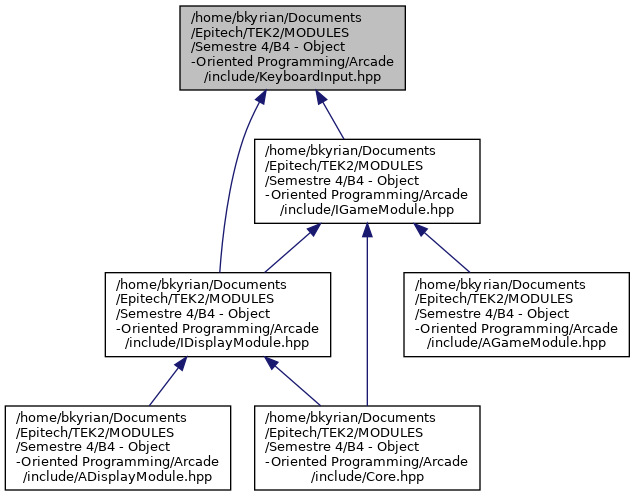 /home/bkyrian/Documents
/Epitech/TEK2/MODULES
/Semestre 4/B4 - Object
-Oriented Programming/Arcade
/include/KeyboardInput.hpp
/home/bkyrian/Documents
/Epitech/TEK2/MODULES
/Semestre 4/B4 - Object
-Oriented Programming/Arcade
/include/IGameModule.hpp
/home/bkyrian/Documents
/Epitech/TEK2/MODULES
/Semestre 4/B4 - Object
-Oriented Programming/Arcade
/include/IDisplayModule.hpp
/home/bkyrian/Documents
/Epitech/TEK2/MODULES
/Semestre 4/B4 - Object
-Oriented Programming/Arcade
/include/AGameModule.hpp
/home/bkyrian/Documents
/Epitech/TEK2/MODULES
/Semestre 4/B4 - Object
-Oriented Programming/Arcade
/include/ADisplayModule.hpp
/home/bkyrian/Documents
/Epitech/TEK2/MODULES
/Semestre 4/B4 - Object
-Oriented Programming/Arcade
/include/Core.hpp